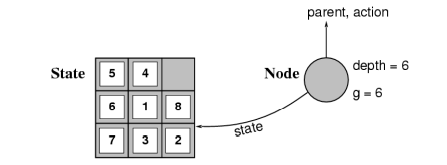 parent, action
State
5 4
Node
depth = 6
6 1 8
g = 6
7 3 2
state